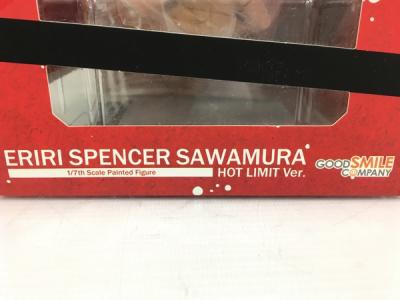 ERIRI SPENCER SAWAMURA
1/7th Scale Painted Figure
HOT LIMIT Ver.
GOOD SMILE
COMPANY